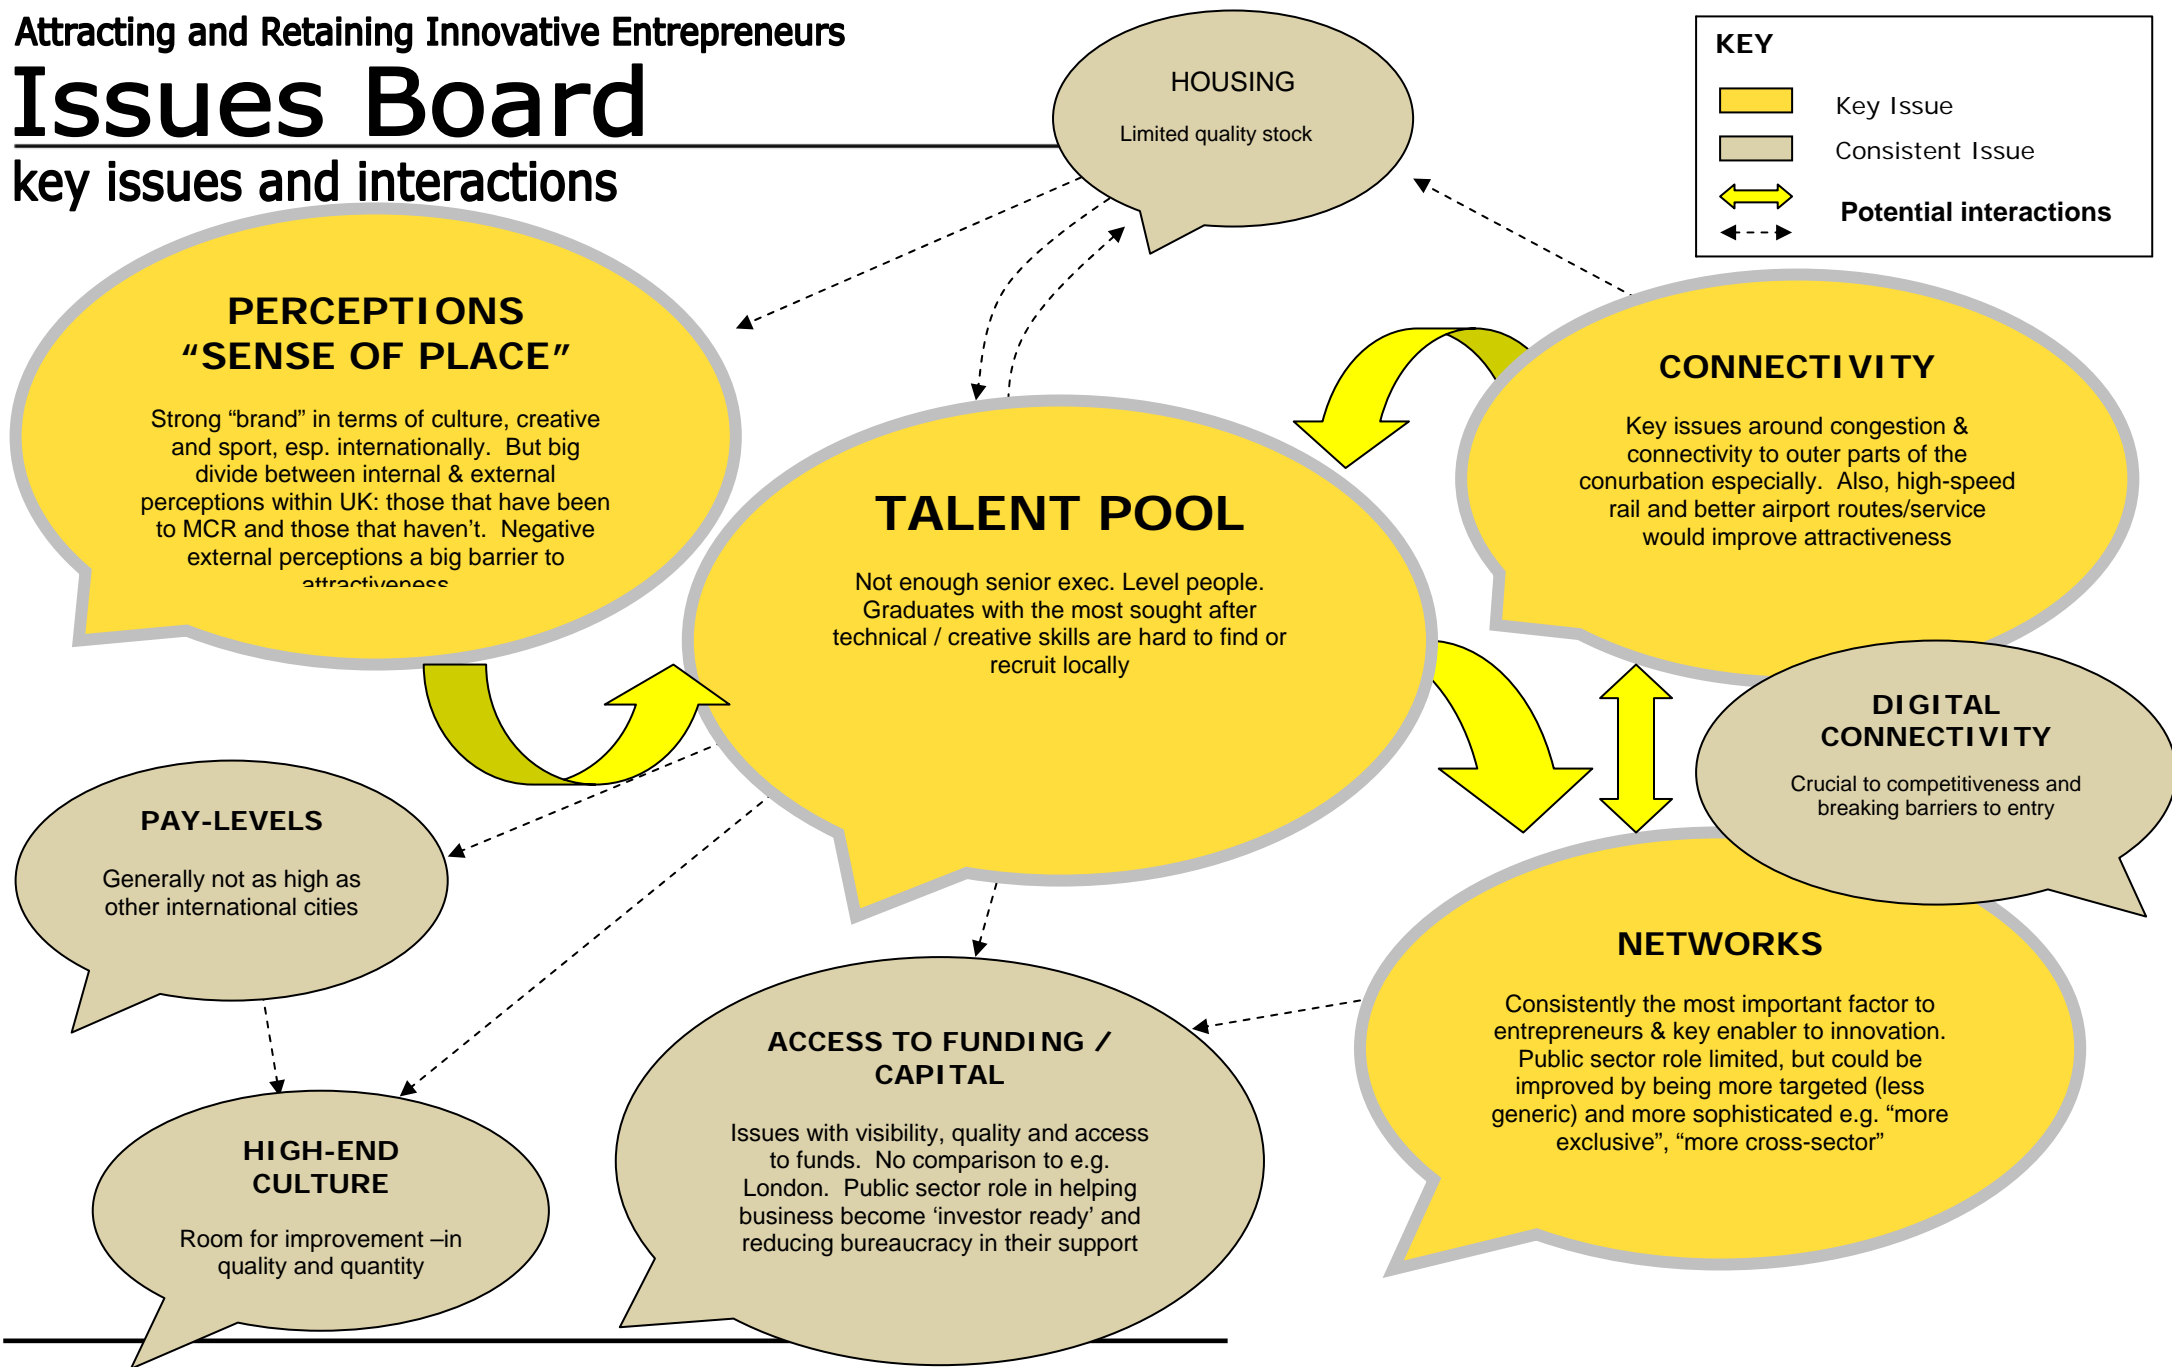 Attracting and Retaining Innovative Entrepreneurs
Issues Board
key issues and interactions
HOUSING
Limited quality stock
KEY
Key Issue
Consistent Issue
Potential interactions
PERCEPTIONS
“SENSE OF PLACE”
Strong “brand” in terms of culture, creative
and sport, esp. internationally. But big
divide between internal & external
perceptions within UK: those that have been
to MCR and those that haven’t. Negative
external perceptions a big barrier to
attractiveness
CONNECTIVITY
Key issues around congestion &
connectivity to outer parts of the
conurbation especially. Also, high-speed
rail and better airport routes/service
would improve attractiveness
TALENT POOL
Not enough senior exec. Level people.
Graduates with the most sought after
technical / creative skills are hard to find or
recruit locally
DIGITAL
CONNECTIVITY
Crucial to competitiveness and
breaking barriers to entry
PAY-LEVELS
Generally not as high as
other international cities
NETWORKS
Consistently the most important factor to
entrepreneurs & key enabler to innovation.
Public sector role limited, but could be
improved by being more targeted (less
generic) and more sophisticated e.g. “more
exclusive”, “more cross-sector”
ACCESS TO FUNDING /
CAPITAL
Issues with visibility, quality and access
to funds. No comparison to e.g.
London. Public sector role in helping
business become ‘investor ready’ and
reducing bureaucracy in their support
HIGH-END
CULTURE
Room for improvement –in
quality and quantity